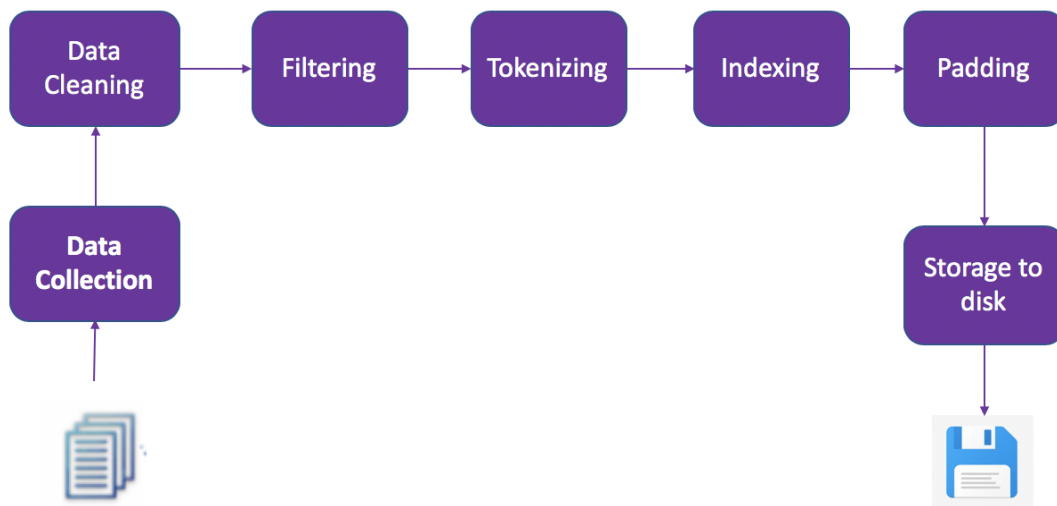 Data
Cleaning
Filtering
Tokenizing
Indexing
Padding
Data
Collection
Storage to
disk